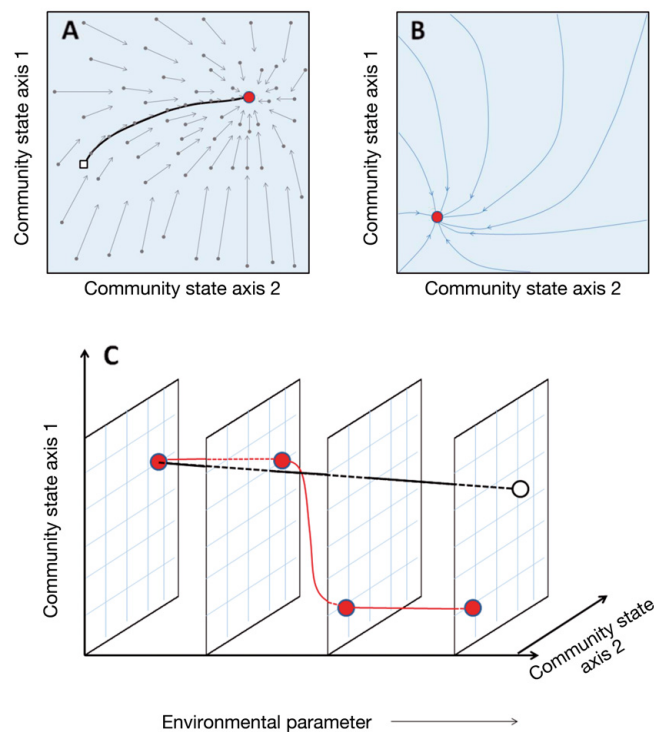 A
B
Community state axis 1
Community state axis 1
Community state axis 2
Community state axis 2
C
Community state axis 1
Community state
axis 2
Environmental parameter